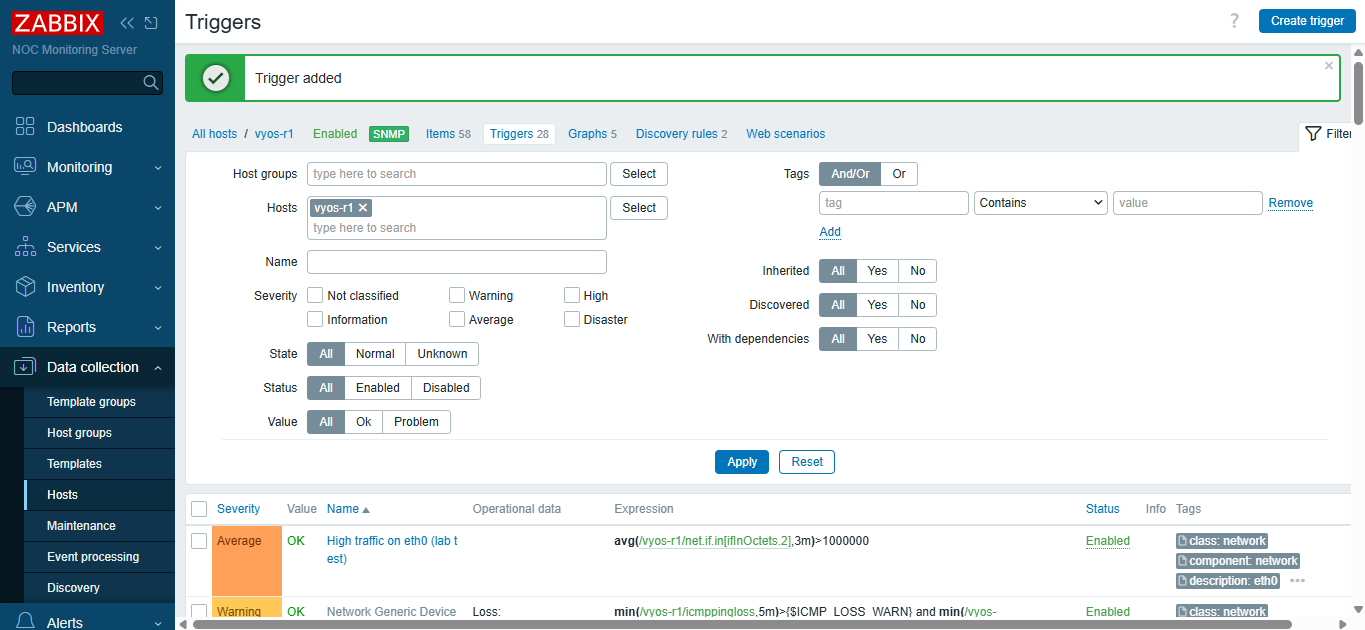 ZABBIX
NOC Monitoring Server
Dashboards
Monitoring
APM
Services
Inventory
Reports
Data collection
Template groups
Host groups
Templates
Hosts
Maintenance
Event processing
Discovery
Alerts
Triggers
? Create trigger
Trigger added
All hosts / vyos-r1 Enabled SNMP Items 58 Triggers 28 Graphs 5 Discovery rules 2 Web scenarios
Filter
Host groups type here to search Select
Hosts vyos-r1 Select
type here to search
Name
Severity Not classified Warning High
Information Average Disaster
State All Normal Unknown
Status All Enabled Disabled
Value All Ok Problem
Tags And/Or Or
tag Contains value Remove
Add
Inherited All Yes No
Discovered All Yes No
With dependencies All Yes No
Apply Reset
Severity Value Name Operational data Expression Status Info Tags
Average OK High traffic on eth0 (lab t
est)
avg(/vyos-r1/net.if.in[ifInOctets.2],3m)>1000000
Enabled
class: network
component: network
description: eth0
Warning OK Network Generic Device Loss: min(/vyos-r1/icmppingloss,5m)>{$ICMP_LOSS_WARN} and min(/vyos-
Enabled
class: network